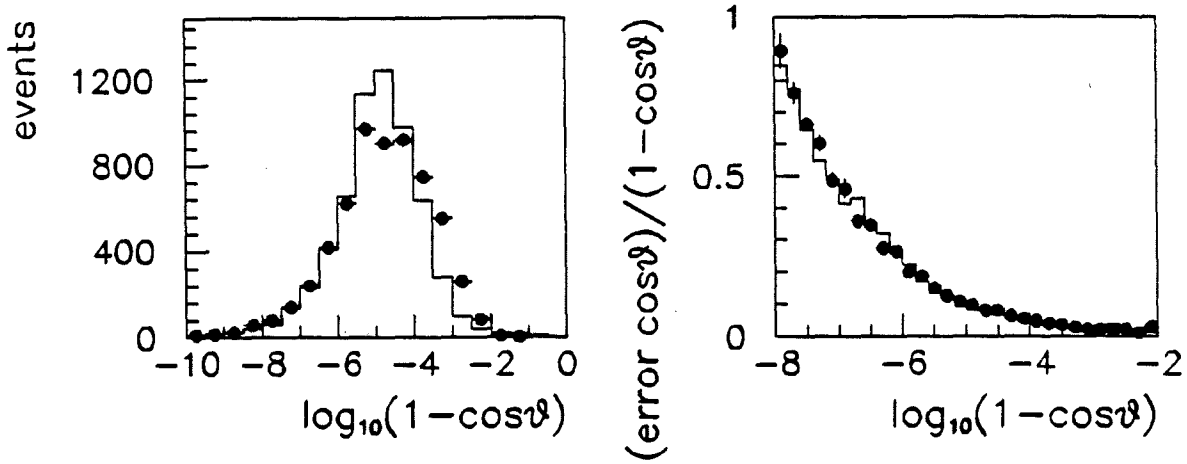 events
1200
800
400
0
−10 −8 −6 −4 −2 0
log₁₀(1−cosϑ)
(error cosϑ)/(1−cosϑ)
1
0.5
0
−8 −6 −4 −2
log₁₀(1−cosϑ)